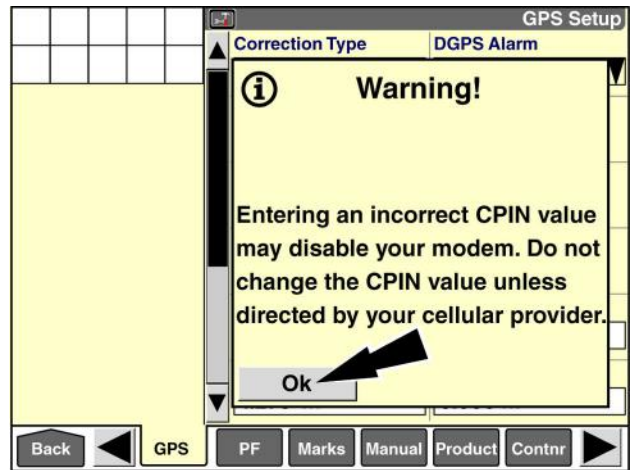 GPS Setup
Correction Type
DGPS Alarm
Warning!
Entering an incorrect CPIN value
may disable your modem. Do not
change the CPIN value unless
directed by your cellular provider.
Ok
Back
GPS
PF
Marks
Manual
Product
Contnr